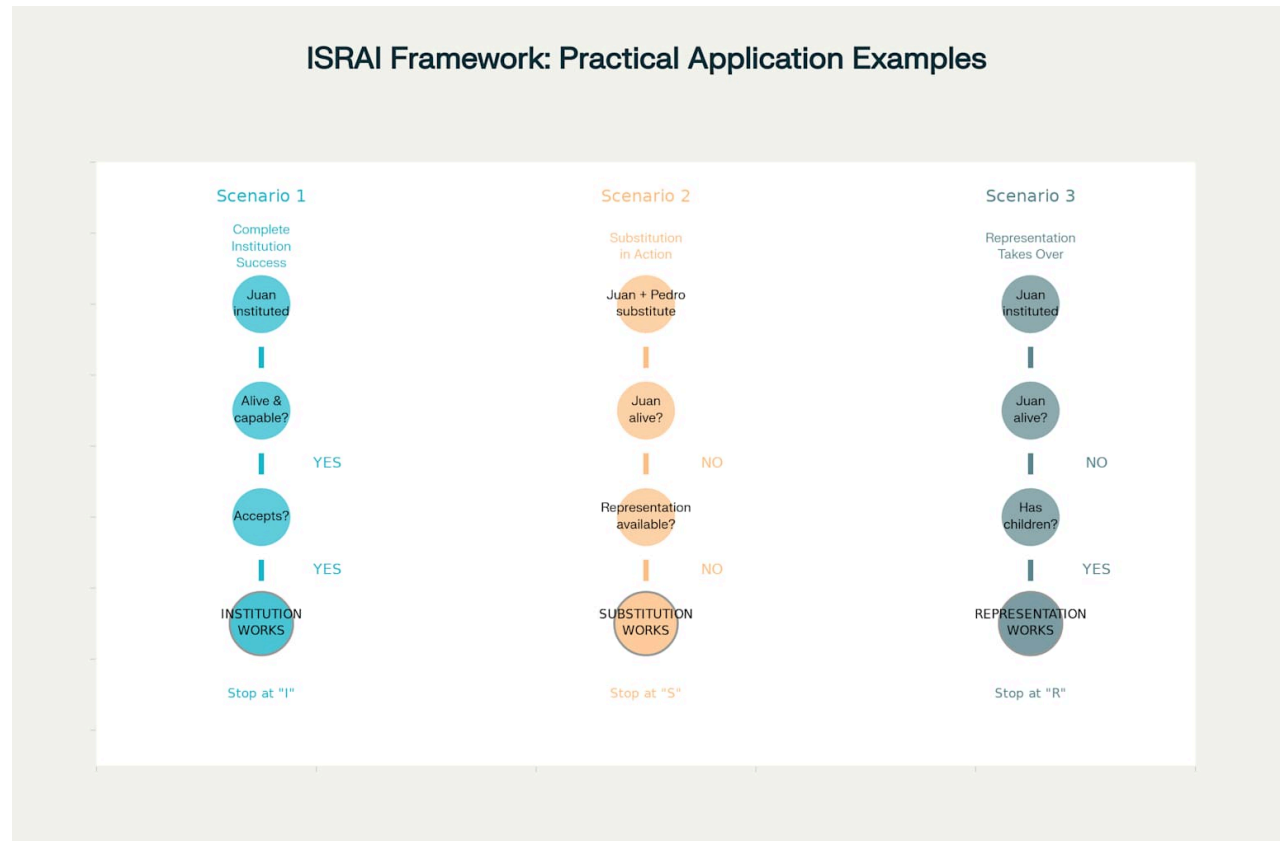 ISRAI Framework: Practical Application Examples
Scenario 1
Complete
Institution
Success
Juan
instituted
Alive &
capable?
YES
Accepts?
YES
INSTITUTION
WORKS
Stop at "I"
Scenario 2
Substitution
in Action
Juan + Pedro
substitute
Juan
alive?
NO
Representation
available?
NO
SUBSTITUTION
WORKS
Stop at "S"
Scenario 3
Representation
Takes Over
Juan
instituted
Juan
alive?
NO
Has
children?
YES
REPRESENTATION
WORKS
Stop at "R"